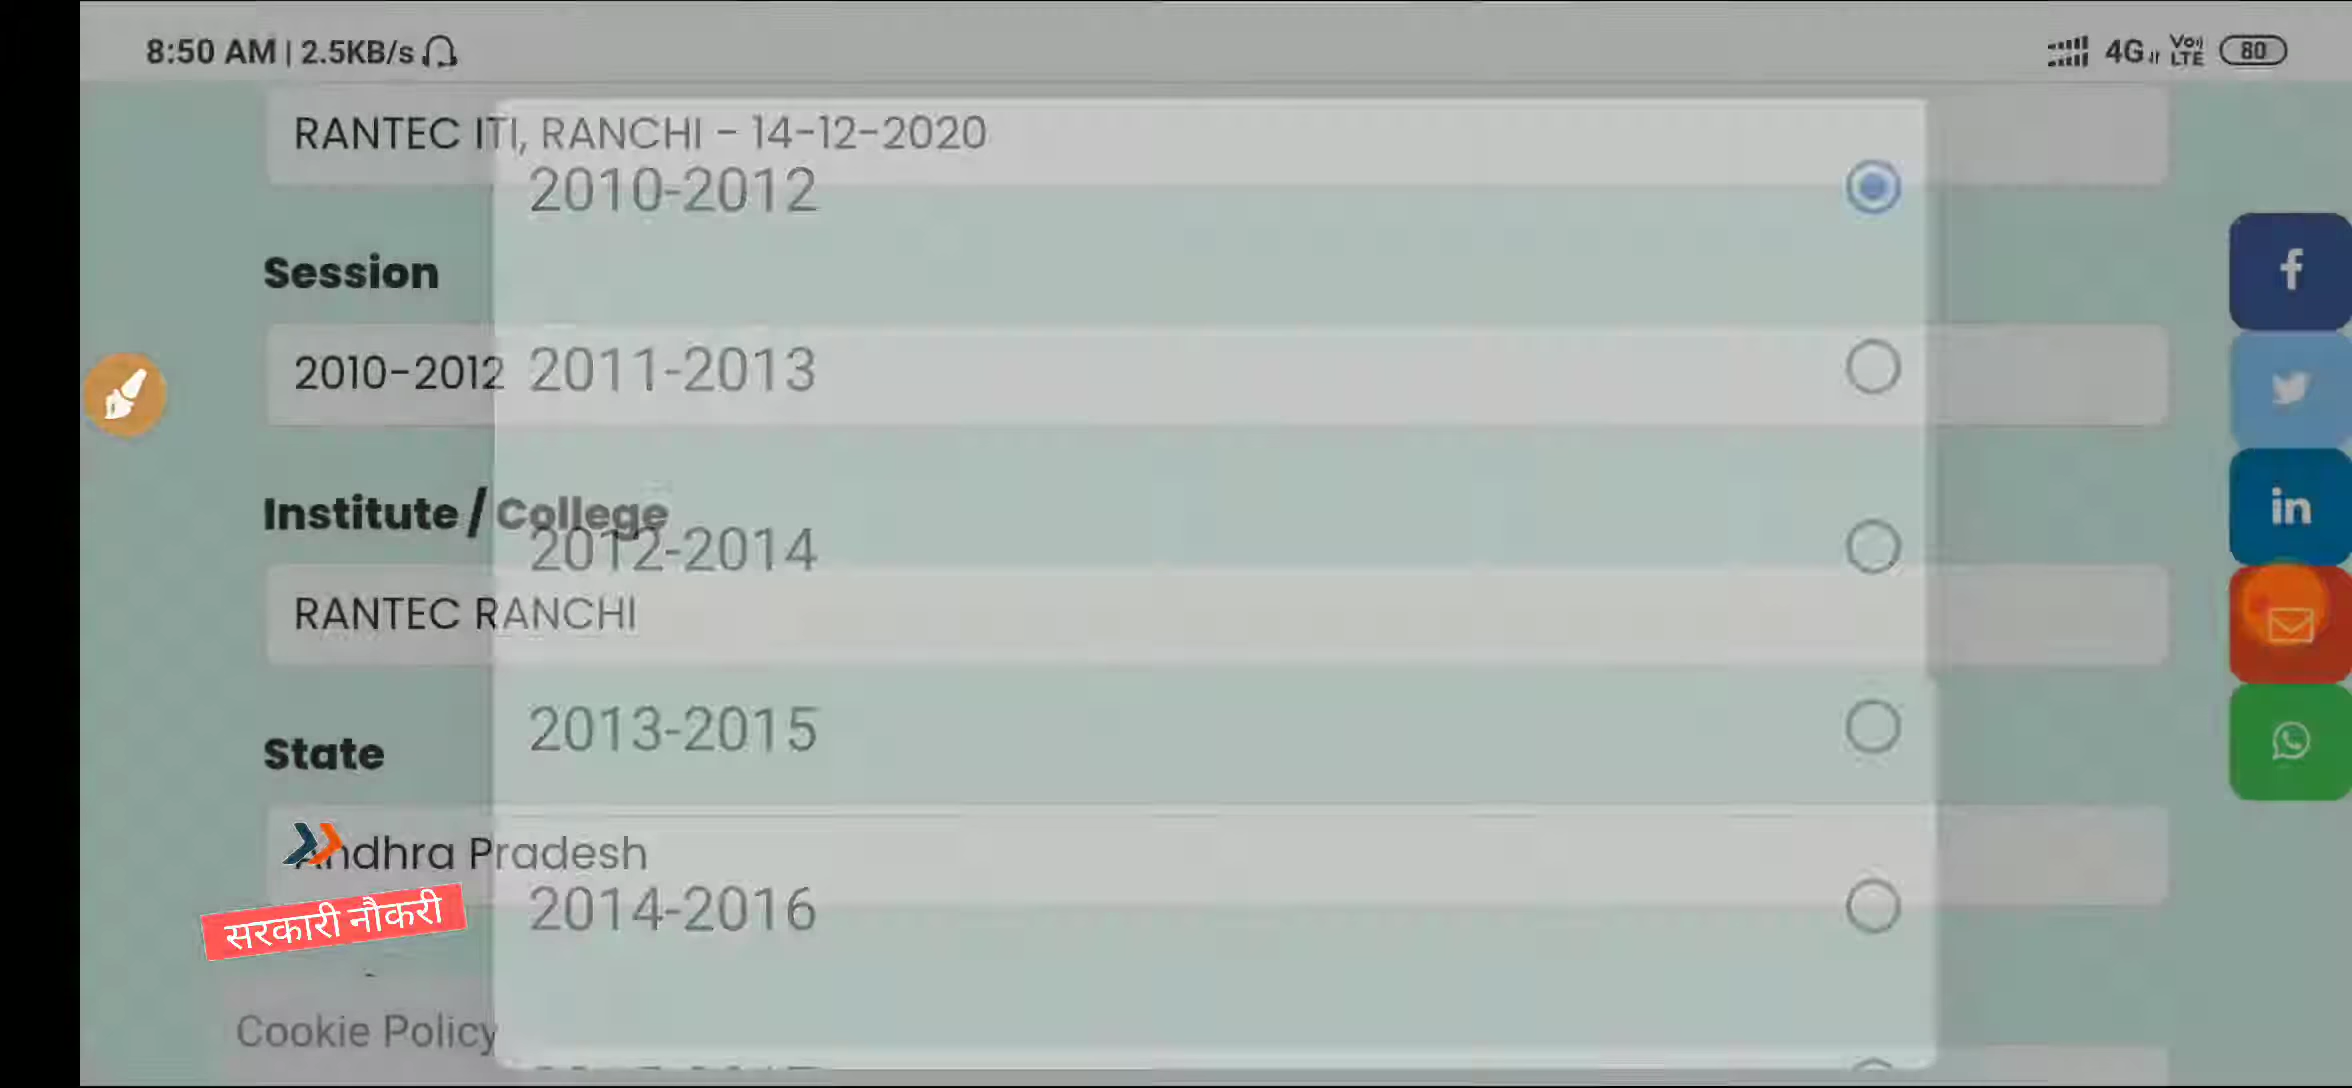 8:50 AM | 2.5KB/s
4G Vo) LTE 80
RANTEC ITI, RANCHI - 14-12-2020
2010-2012
Session
2010-2012
2011-2013
Institute / College
2012-2014
RANTEC RANCHI
2013-2015
State
Andhra Pradesh
2014-2016
सरकारी नौकरी
Cookie Policy
f
in